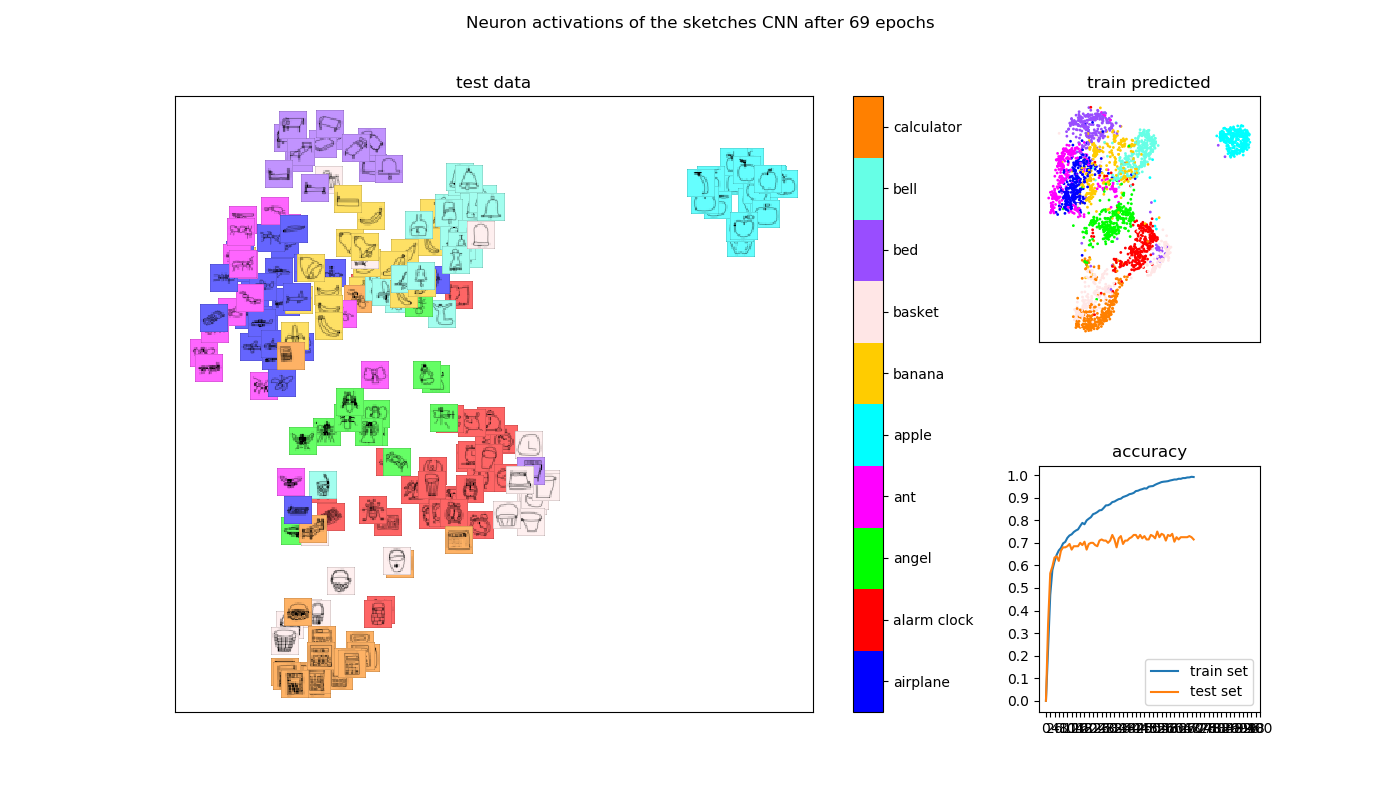 Neuron activations of the sketches CNN after 69 epochs
test data
calculator
bell
bed
basket
banana
apple
ant
angel
alarm clock
airplane
train predicted
accuracy
1.0
0.9
0.8
0.7
0.6
0.5
0.4
0.3
0.2
0.1
0.0
train set
test set